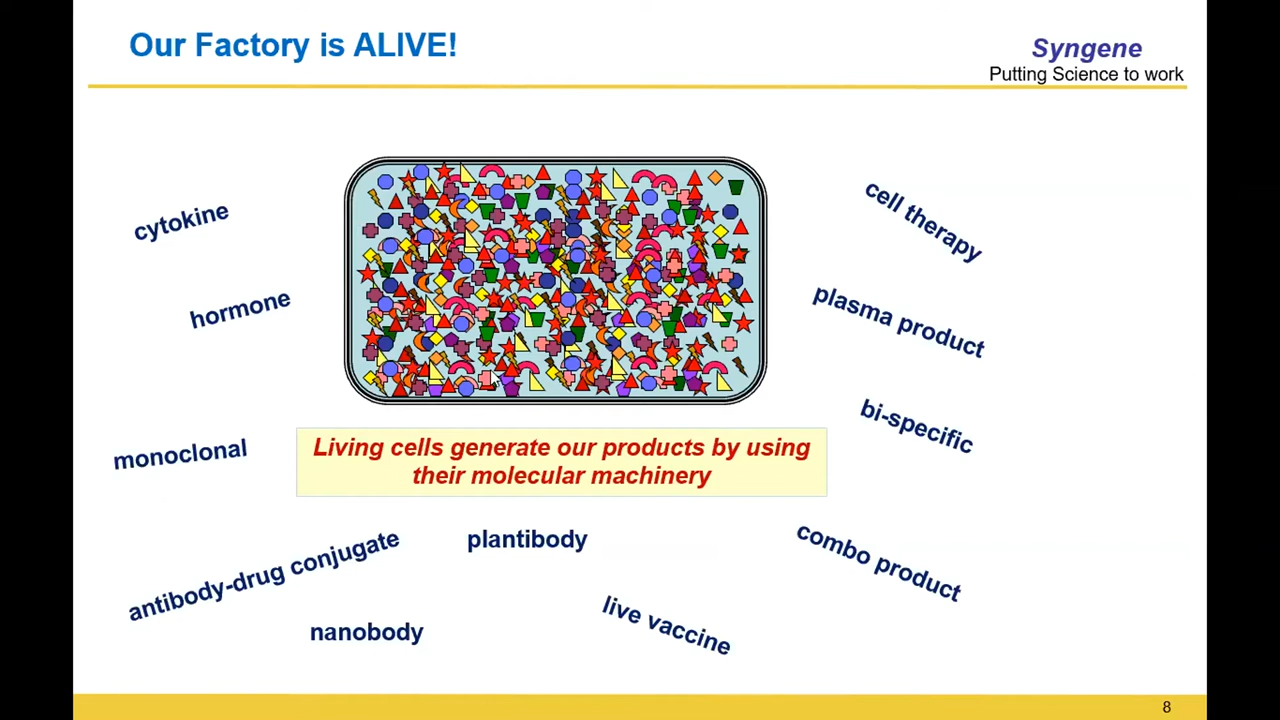 Our Factory is ALIVE!
Syngene
Putting Science to work
cytokine
hormone
monoclonal
antibody-drug conjugate
nanobody
plantibody
live vaccine
cell therapy
plasma product
bi-specific
combo product
Living cells generate our products by using
their molecular machinery
8